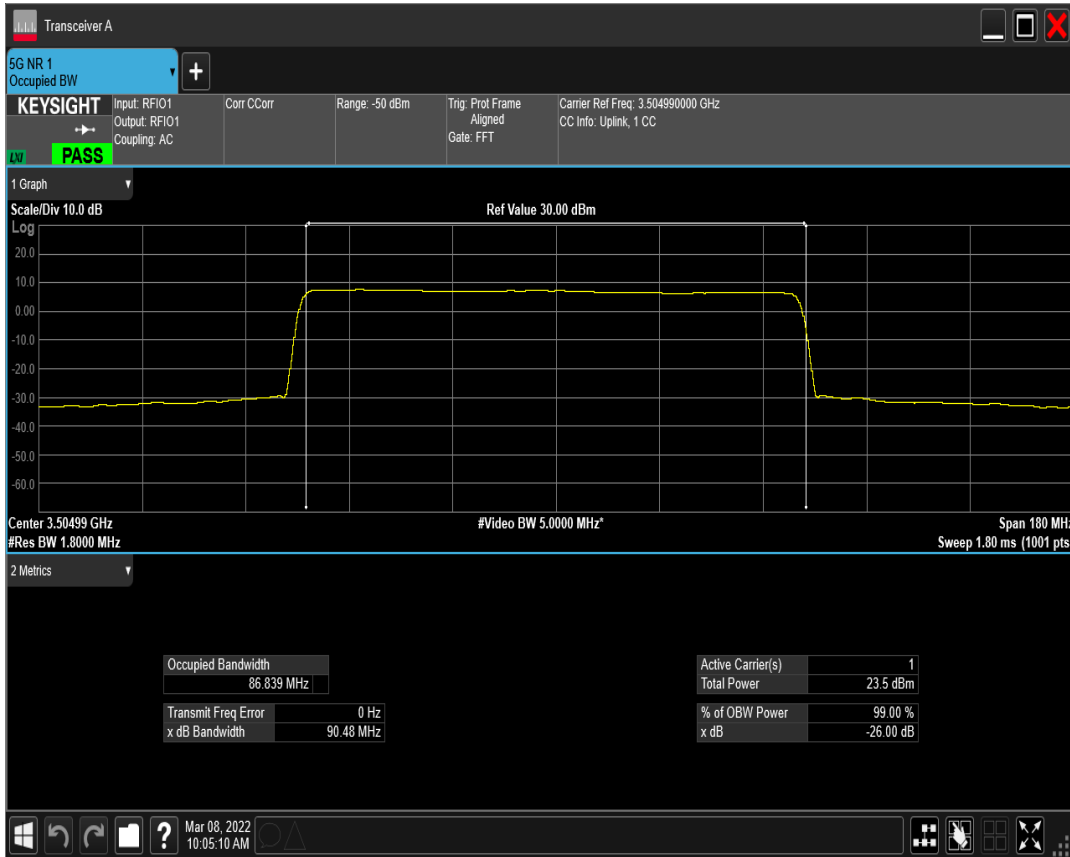 Transceiver A
5G NR 1
Occupied BW
+
KEYSIGHT
LXI
PASS
Input: RFIO1
Output: RFIO1
Coupling: AC
Corr CCorr
Range: -50 dBm
Trig: Prot Frame
Aligned
Gate: FFT
Carrier Ref Freq: 3.504990000 GHz
CC Info: Uplink, 1 CC
1 Graph
Scale/Div 10.0 dB
Ref Value 30.00 dBm
Log
20.0
10.0
0.00
-10.0
-20.0
-30.0
-40.0
-50.0
-60.0
Center 3.50499 GHz
#Video BW 5.0000 MHz*
Span 180 MHz
#Res BW 1.8000 MHz
Sweep 1.80 ms (1001 pts
2 Metrics
Occupied Bandwidth
86.839 MHz
Transmit Freq Error 0 Hz
x dB Bandwidth 90.48 MHz
Active Carrier(s) 1
Total Power 23.5 dBm
% of OBW Power 99.00 %
x dB -26.00 dB
?
Mar 08, 2022
10:05:10 AM